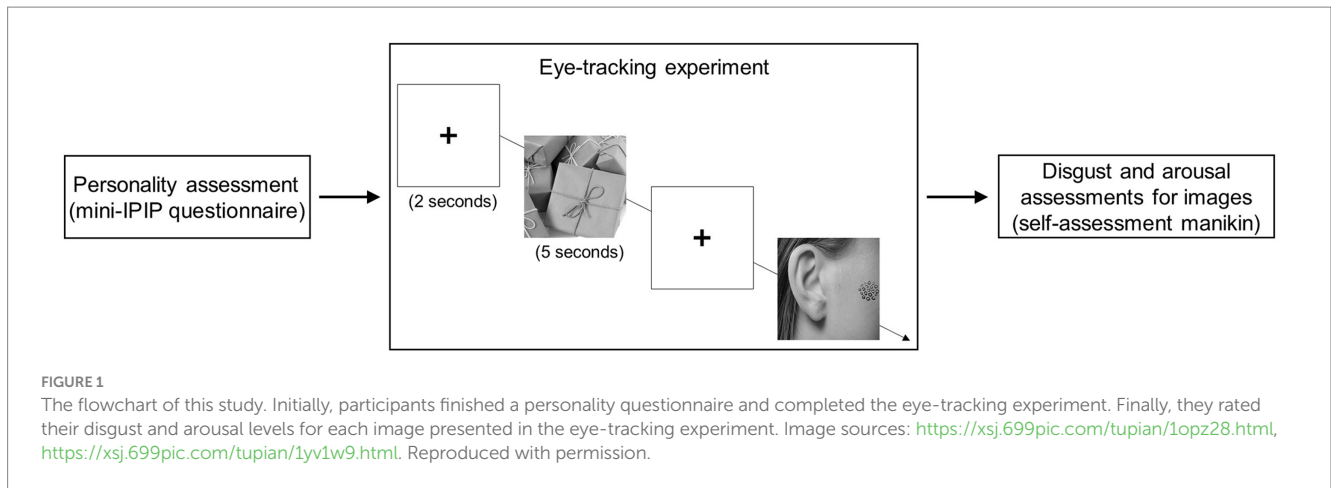 Eye-tracking experiment
+
(2 seconds)
(5 seconds)
+
Personality assessment
(mini-IPIP questionnaire)
Disgust and arousal
assessments for images
(self-assessment manikin)
FIGURE 1
The flowchart of this study. Initially, participants finished a personality questionnaire and completed the eye-tracking experiment. Finally, they rated
their disgust and arousal levels for each image presented in the eye-tracking experiment. Image sources: https://xsj.699pic.com/tupian/1opz28.html,
https://xsj.699pic.com/tupian/1yv1w9.html. Reproduced with permission.